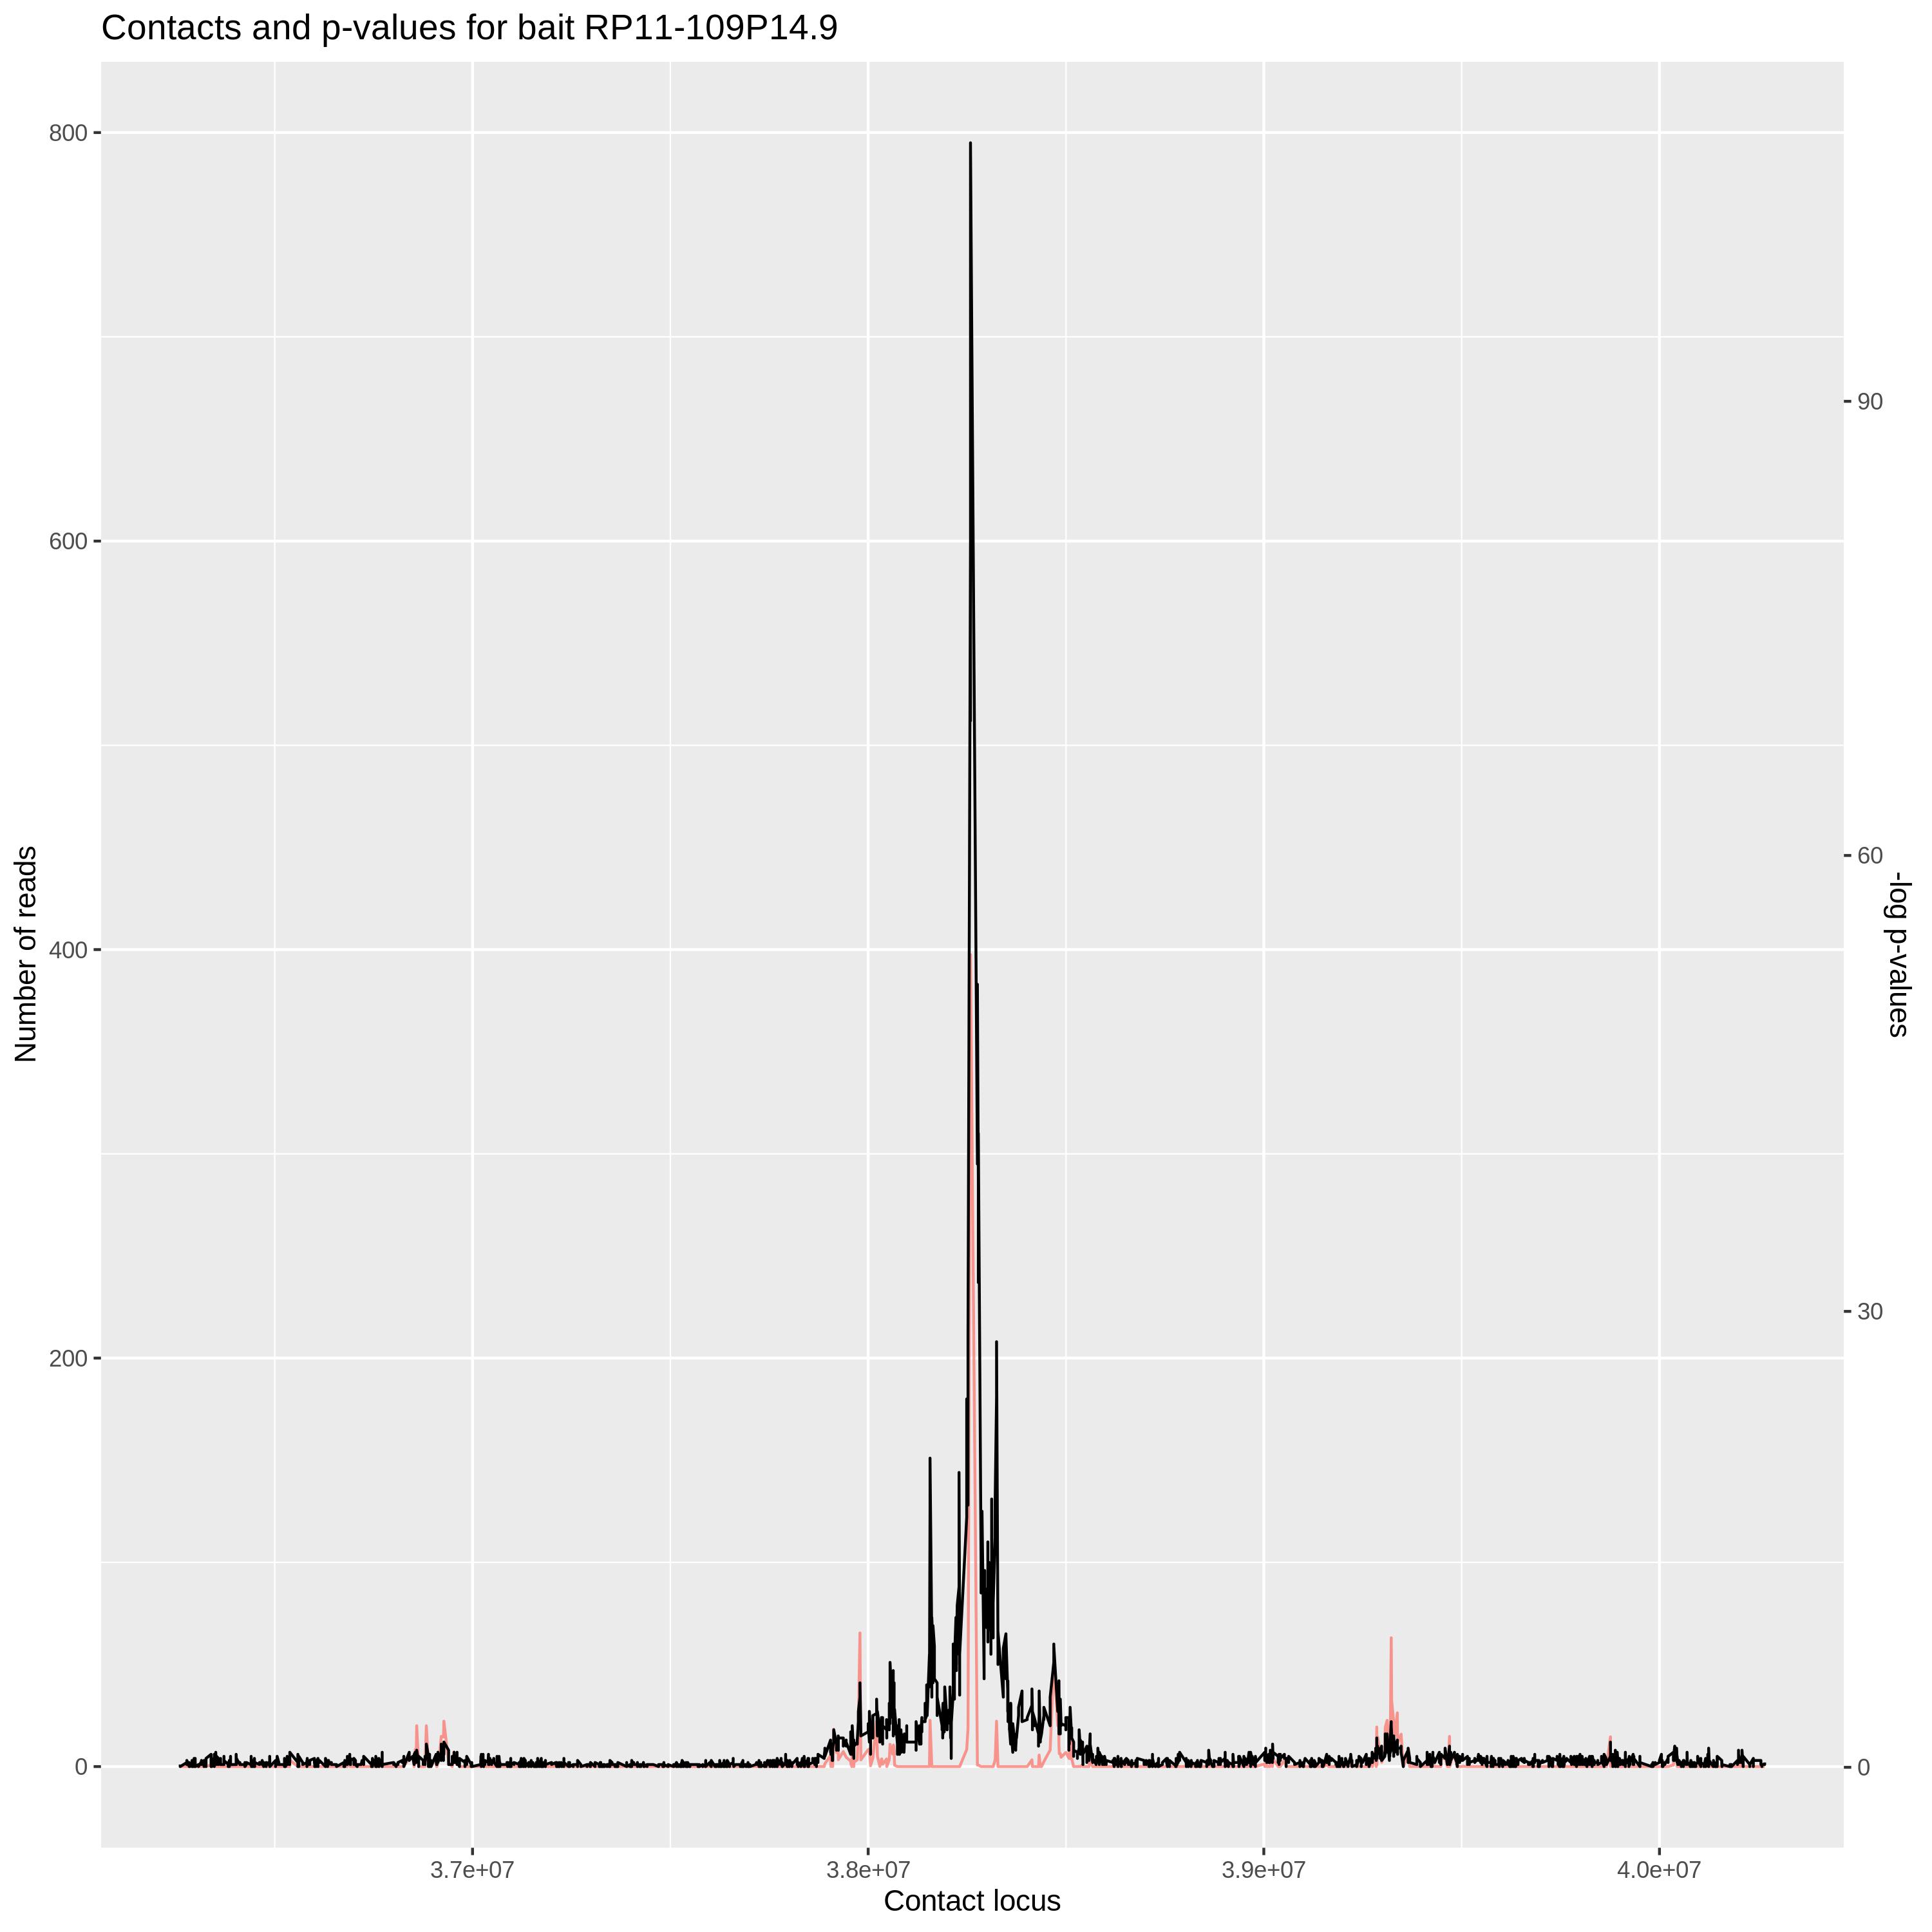 Contacts and p-values for bait RP11-109P14.9
800
600
400
200
0
90
60
30
0
Number of reads
-log p-values
3.7e+07
3.8e+07
3.9e+07
4.0e+07
Contact locus